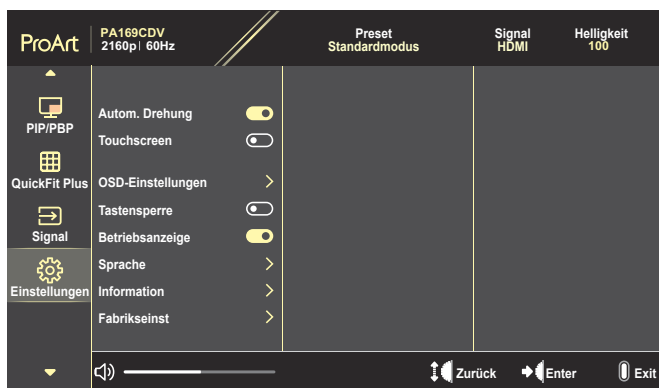 ProArt
PA169CDV
2160p| 60Hz
Preset
Standardmodus
Signal
HDMI
Helligkeit
100
PIP/PBP
QuickFit Plus
Signal
Einstellungen
Autom. Drehung
Touchscreen
OSD-Einstellungen
Tastensperre
Betriebsanzeige
Sprache
Information
Fabrikseinst
Zurück
Enter
Exit